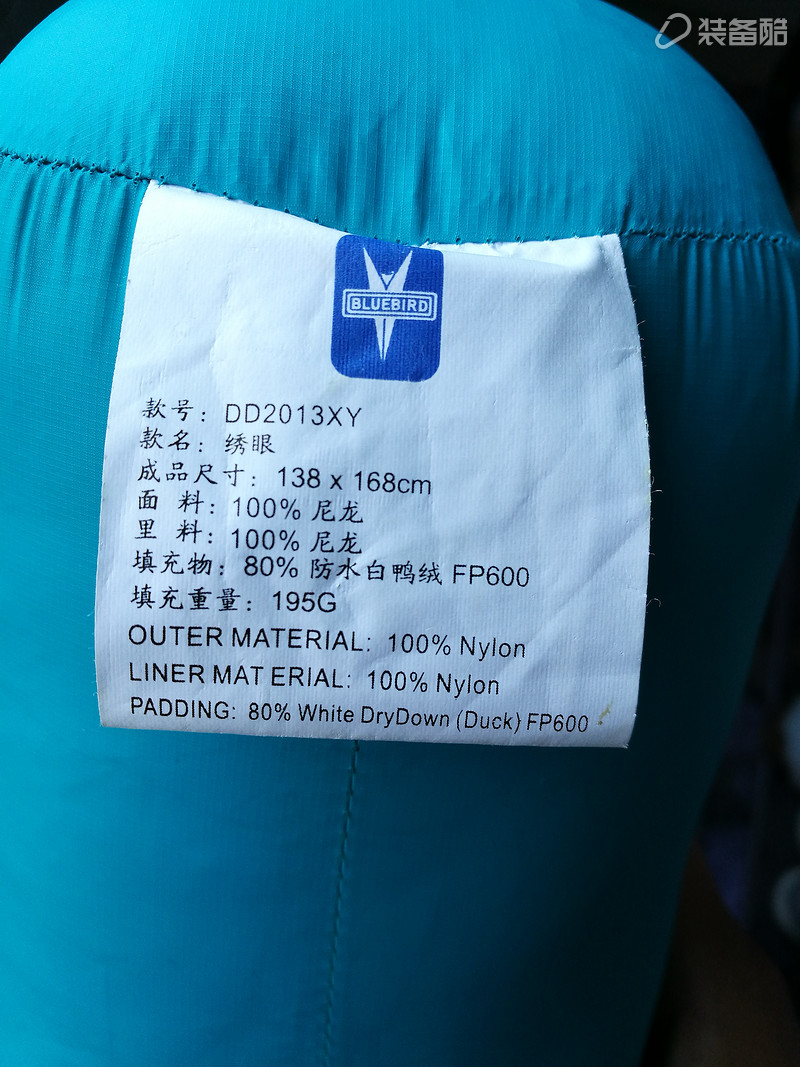 装备酷
BLUEBIRD
款号：DD2013XY
款名：绣眼
成品尺寸：138 x 168cm
面 料：100% 尼龙
里 料：100% 尼龙
填充物：80% 防水白鸭绒 FP600
填充重量：195G
OUTER MATERIAL: 100% Nylon
LINER MAT ERIAL: 100% Nylon
PADDING: 80% White DryDown (Duck) FP600